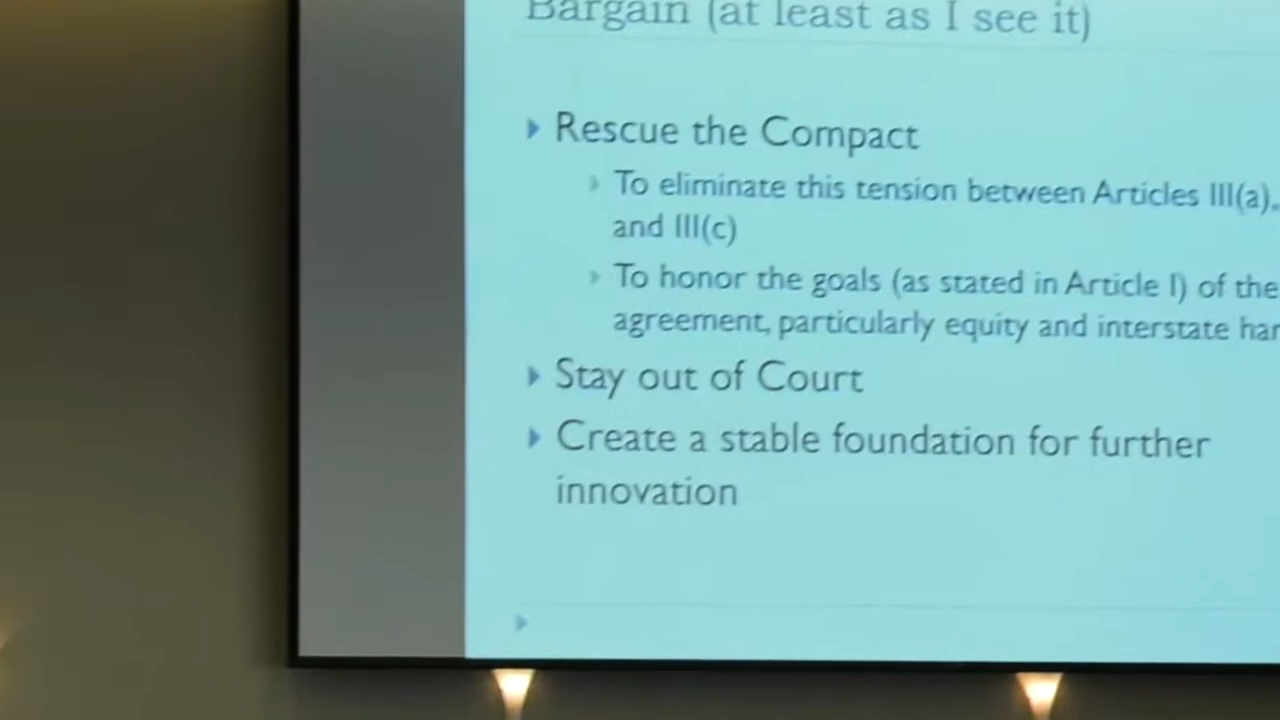 Bargain (at least as I see it)
Rescue the Compact
To eliminate this tension between Articles III(a),
and III(c)
To honor the goals (as stated in Article I) of the
agreement, particularly equity and interstate
Stay out of Court
Create a stable foundation for further
innovation